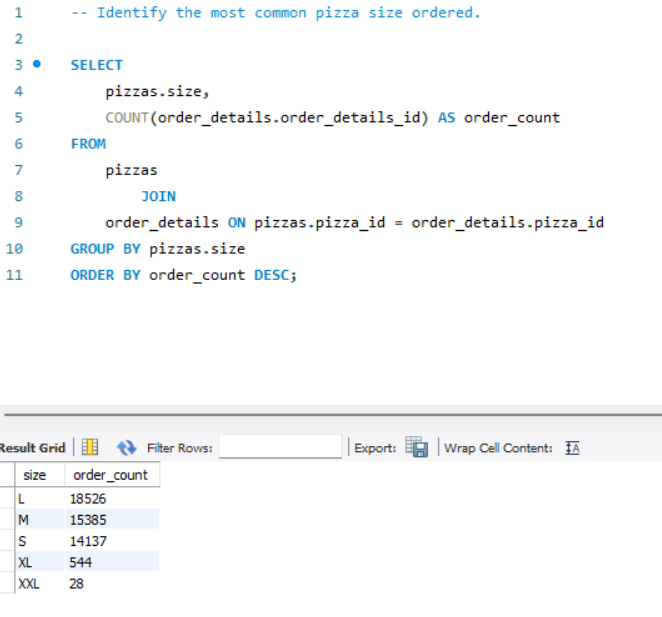 1 -- Identify the most common pizza size ordered.
2
3 SELECT
4 pizzas.size,
5 COUNT(order_details.order_details_id) AS order_count
6 FROM
7 pizzas
8 JOIN
9 order_details ON pizzas.pizza_id = order_details.pizza_id
10 GROUP BY pizzas.size
11 ORDER BY order_count DESC;
Result Grid Filter Rows: Export: Wrap Cell Content: IA
size order_count
L 18526
M 15385
S 14137
XL 544
XXL 28